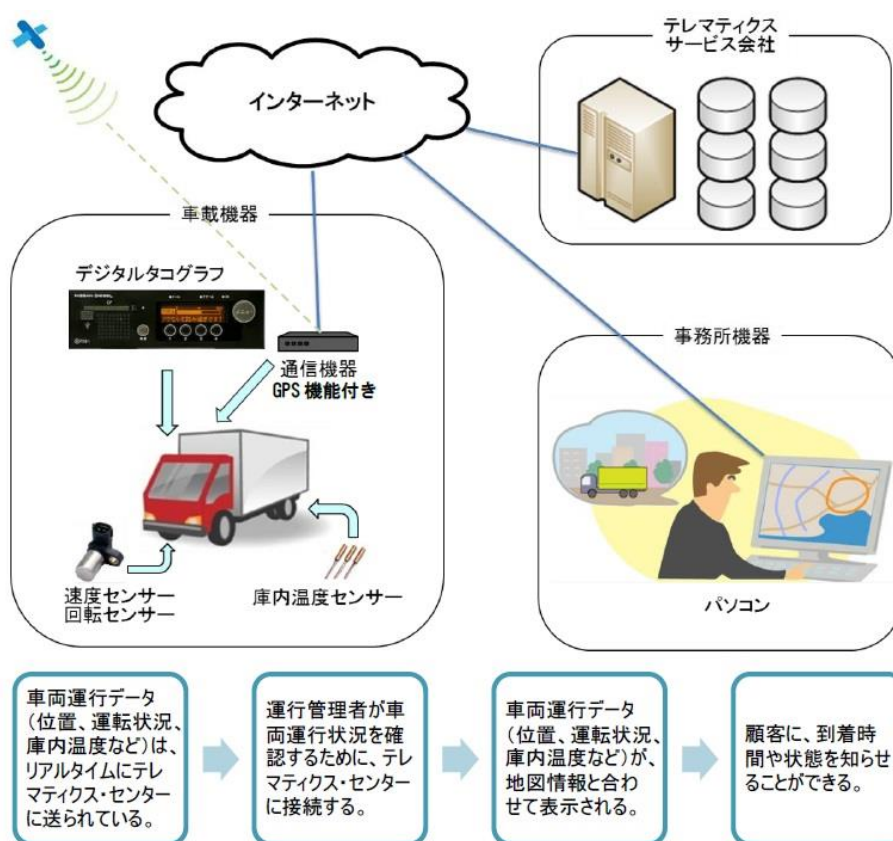 テレマティクス
サービス会社
インターネット
車載機器
デジタルタコグラフ
通信機器
GPS 機能付き
事務所機器
速度センサー
回転センサー
庫内温度センサー
パソコン
車両運行データ
(位置、運転状況、
庫内温度など)は、
リアルタイムにテレ
マティクス・センター
に送られている。
運行管理者が車
両運行状況を確
認するために、テレ
マティクス・センター
に接続する。
車両運行データ
(位置、運転状況、
庫内温度など)が、
地図情報と合わ
せて表示される。
顧客に、到着時
間や状態を知らせ
ることができる。